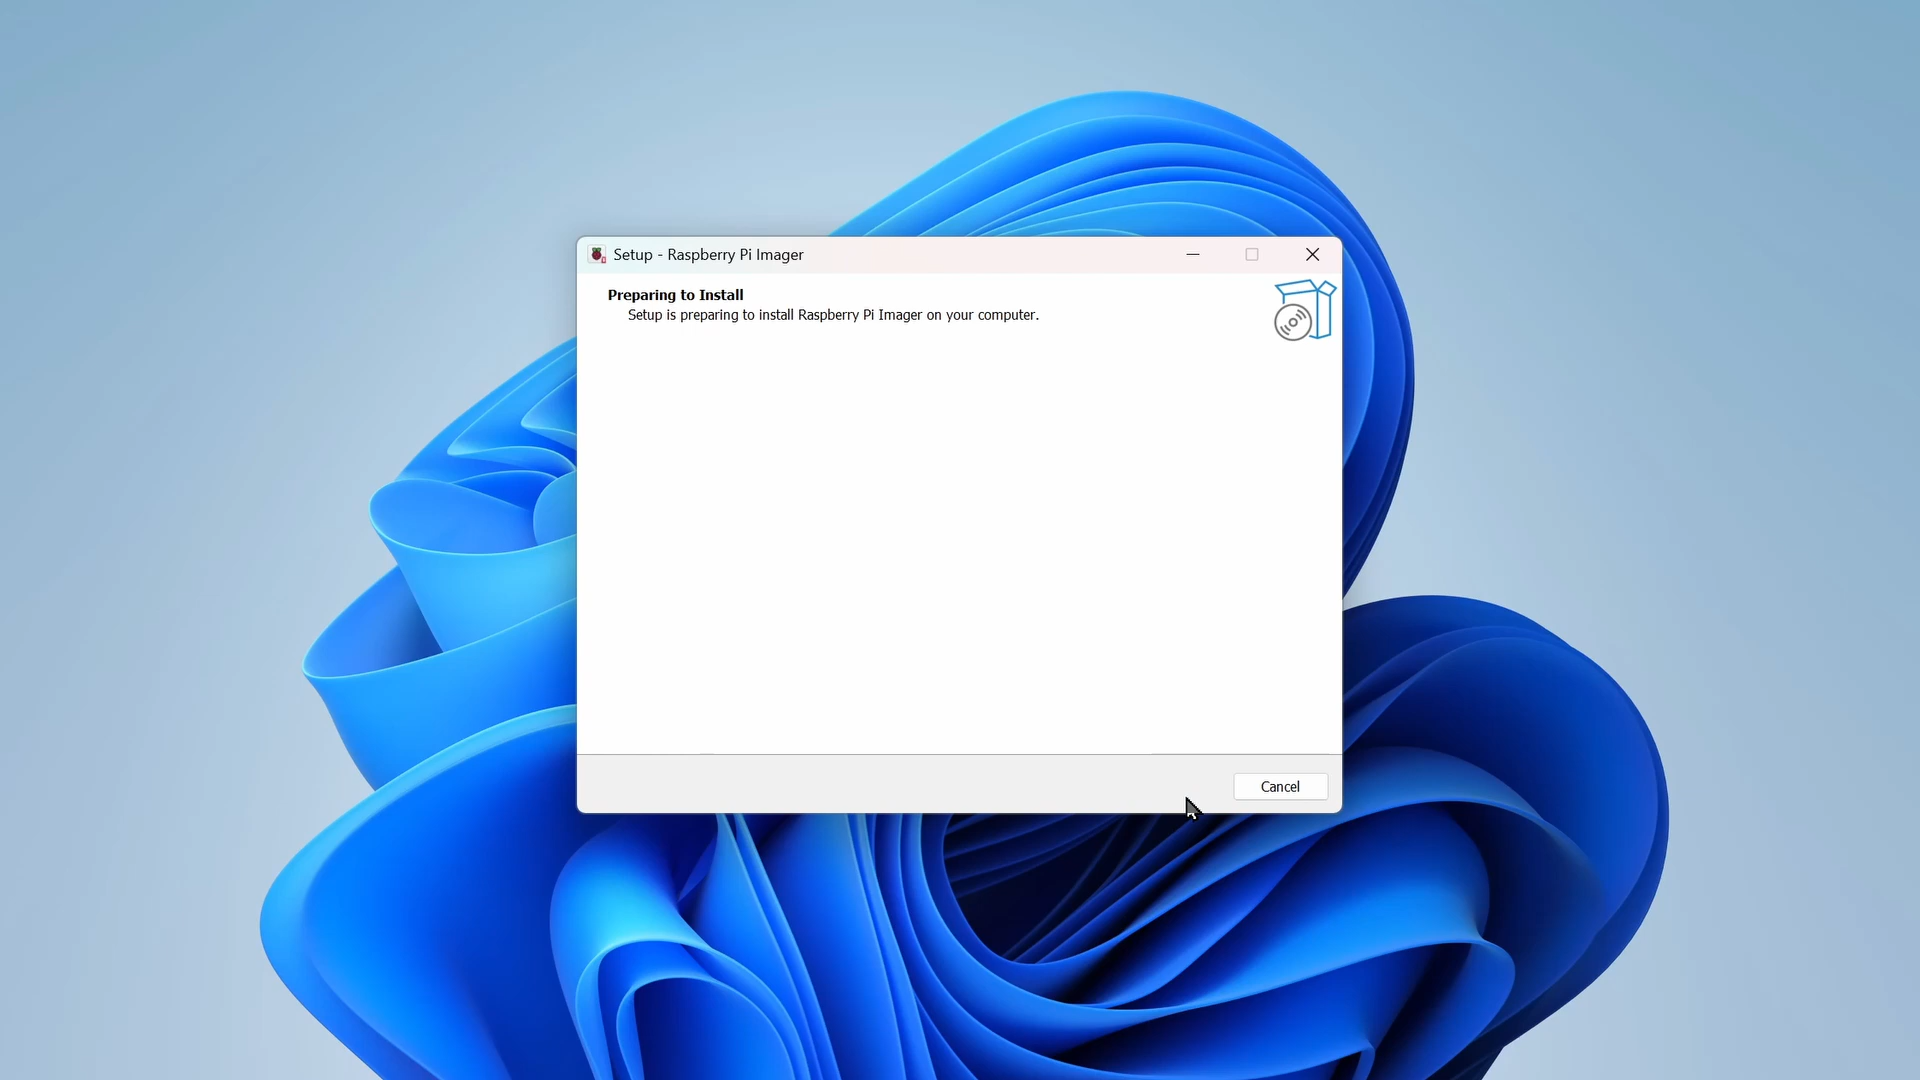 Setup - Raspberry Pi Imager
Preparing to Install
Setup is preparing to install Raspberry Pi Imager on your computer.
Cancel